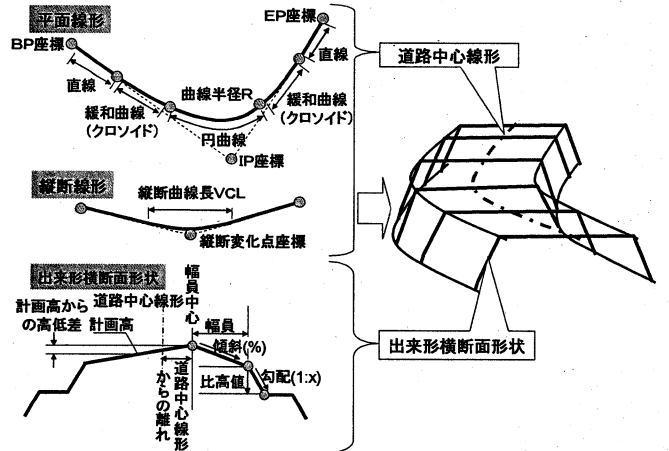 平面線形
BP座標
EP座標
直線
直線
曲線半径R
緩和曲線
(クロソイド)
緩和曲線
(クロソイド)
円曲線
IP座標
縦断線形
縦断曲線長VCL
縦断変化点座標
出来形横断面形状
計画高から
の高低差
計画高
道路中心線形
幅員中心
幅員
傾斜(%)
勾配(1:x)
比高値
道路中心線形
からの離れ
道路中心線形
出来形横断面形状